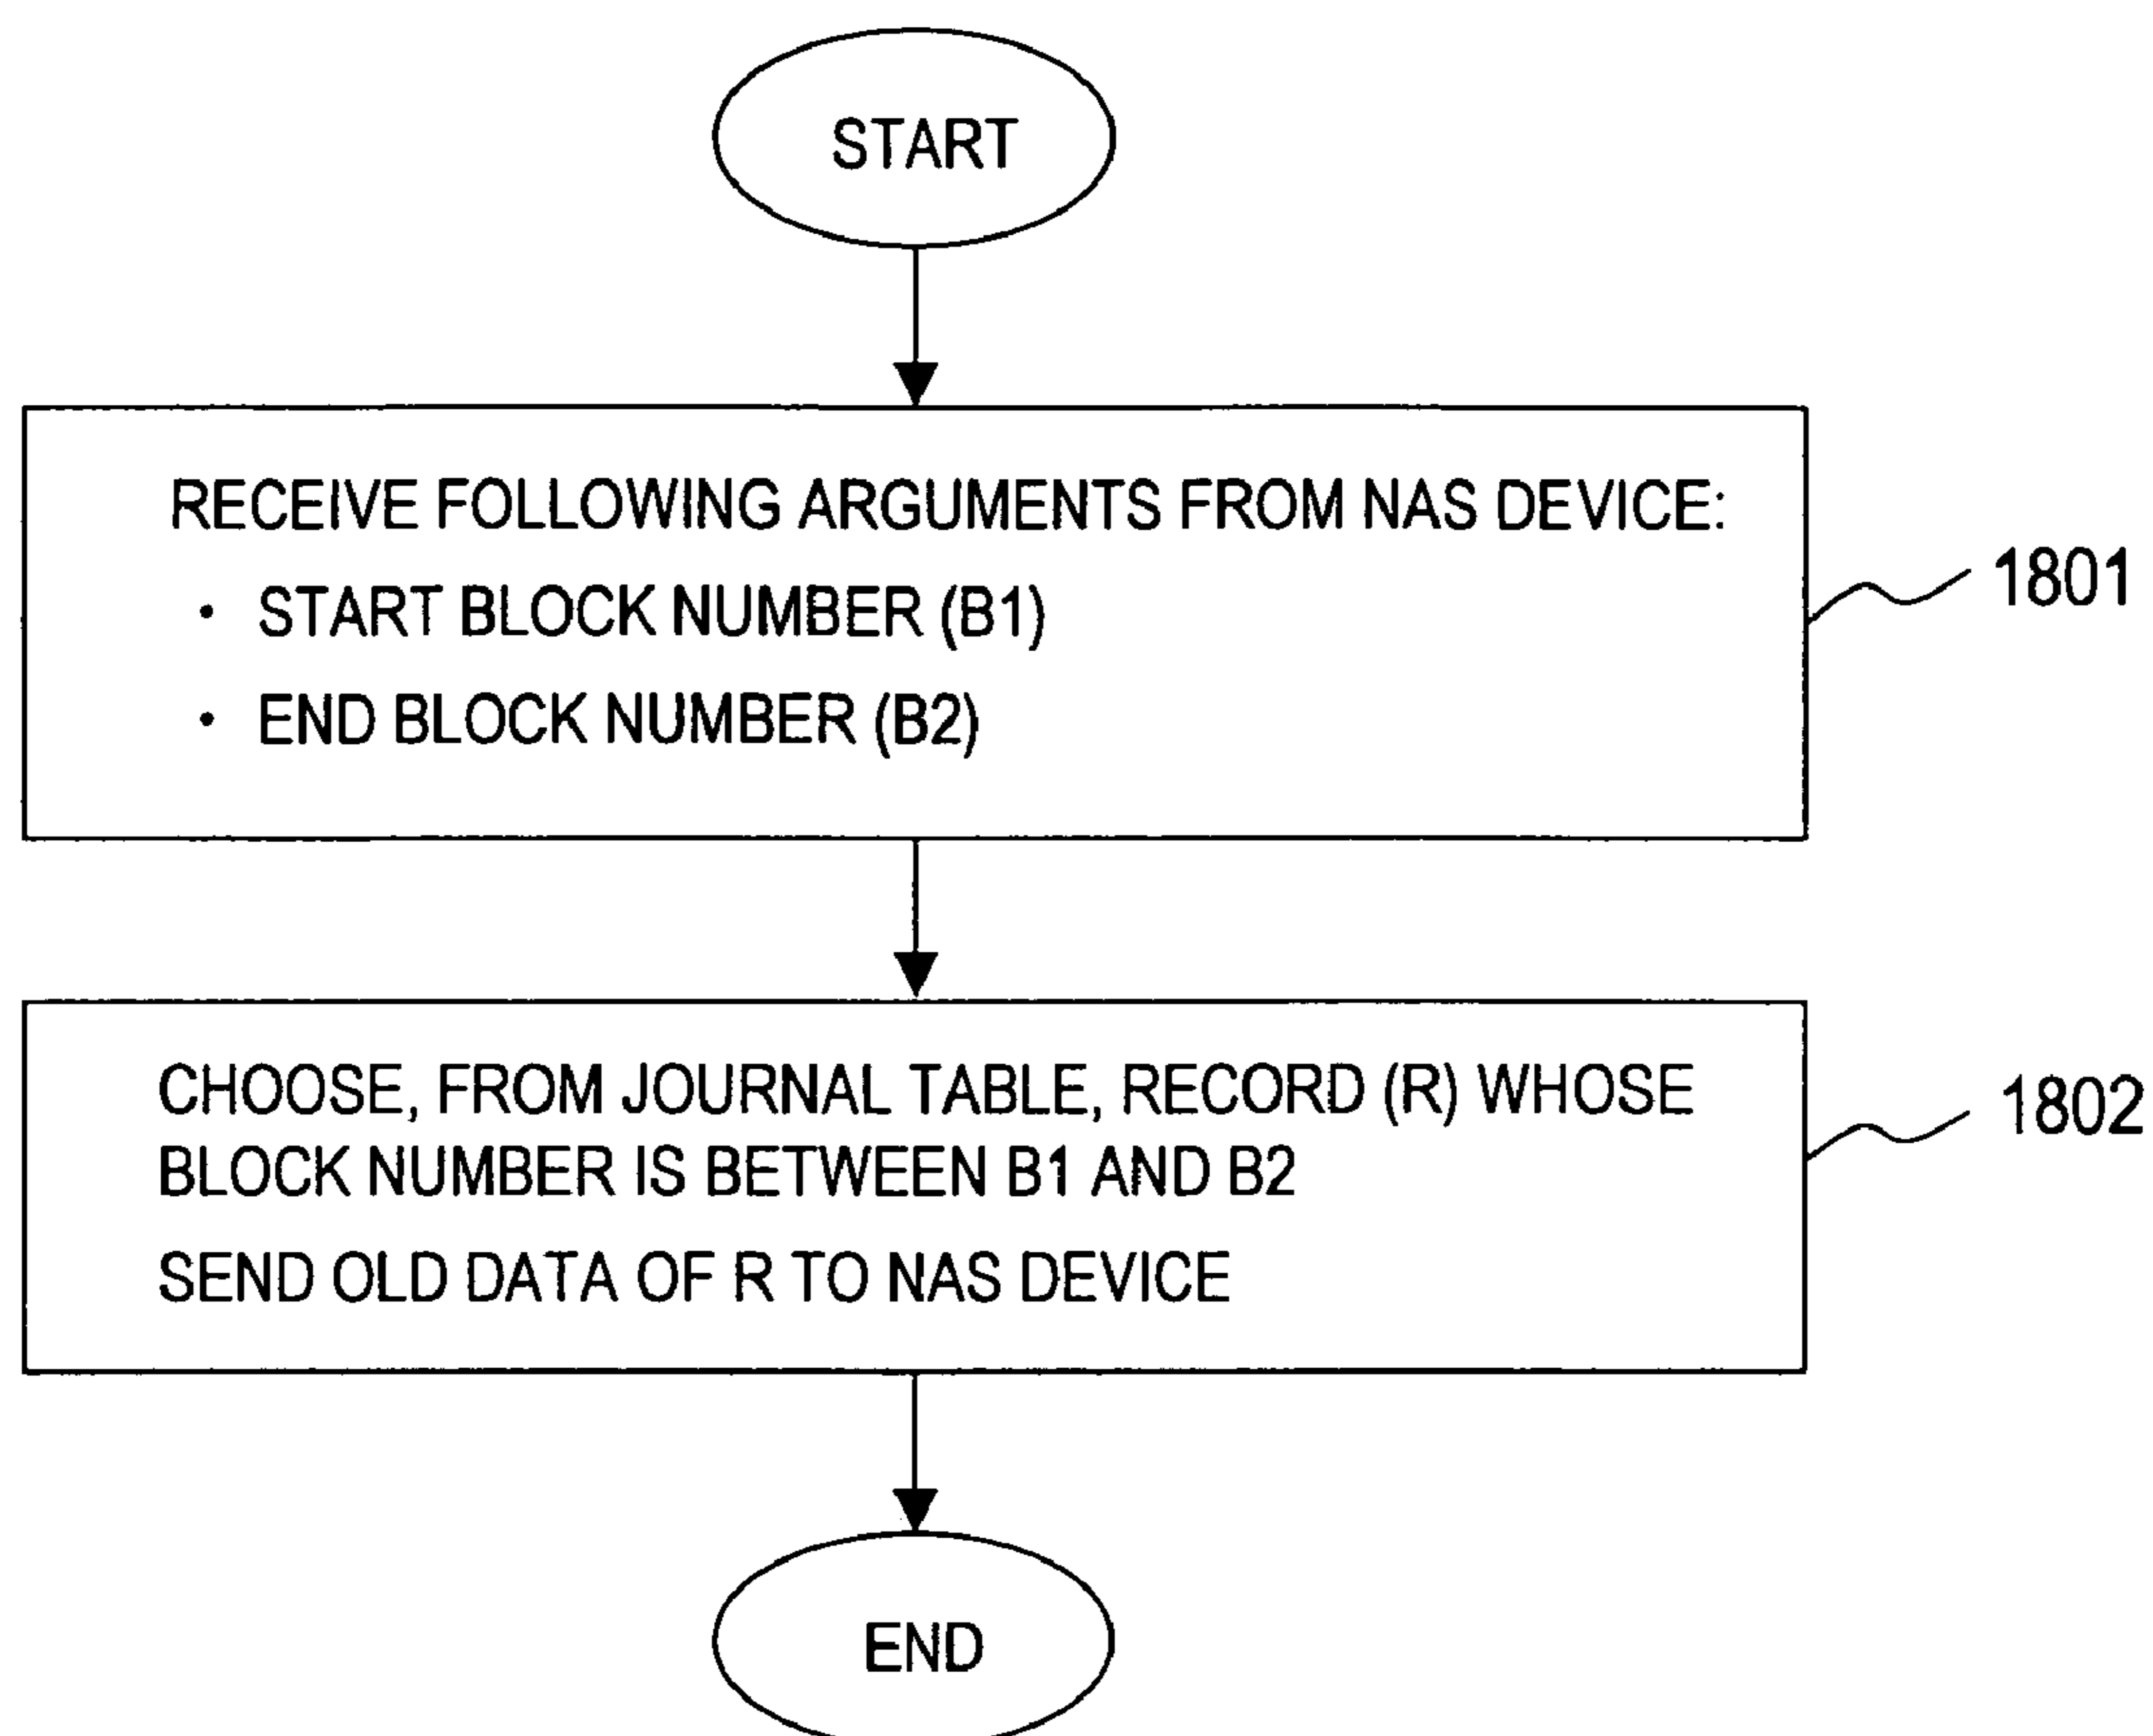 START
RECEIVE FOLLOWING ARGUMENTS FROM NAS DEVICE:
• START BLOCK NUMBER (B1)
• END BLOCK NUMBER (B2)
1801
CHOOSE, FROM JOURNAL TABLE, RECORD (R) WHOSE
BLOCK NUMBER IS BETWEEN B1 AND B2
SEND OLD DATA OF R TO NAS DEVICE
1802
END